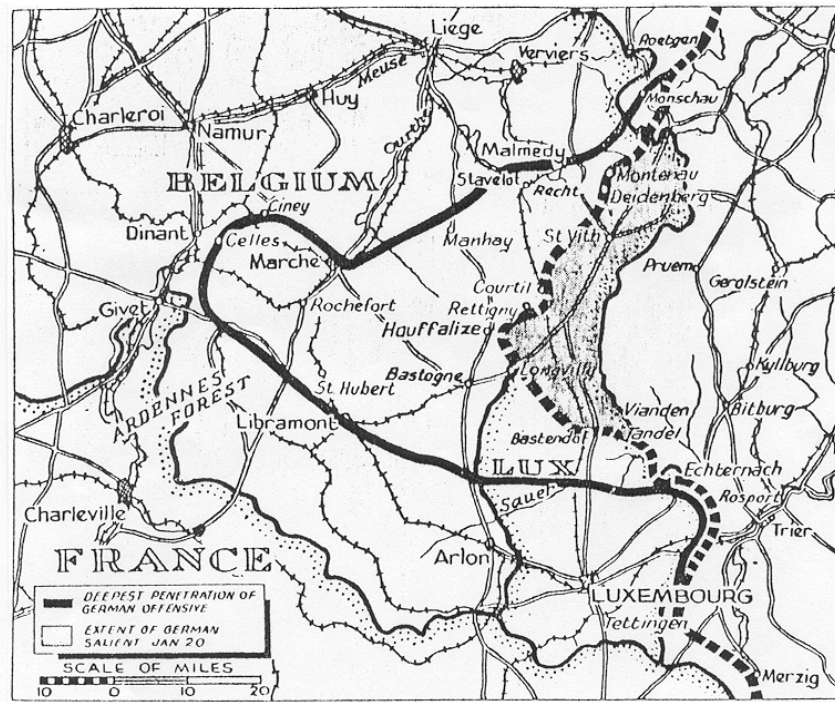 Liege
Verviers
Roetgen
Meuse
Huy
Monschau
Charleroi
Namur
Ourthe
Malmedy
Stavelot
Recht
Montenau
Deidenberg
BELGIUM
Ciney
Dinant
Celles
Marche
Manhay
St Vith
Pruem
Gerolstein
Courtil
Rettigny
Givet
Rochefort
Houffalize
Kyllburg
ARDENNES
FOREST
St Hubert
Bastogne
Longvilly
Bitburg
Libramont
Vianden
Tandel
Bastendof
LUX
Echternach
Sauer
Rosport
Charleville
Trier
FRANCE
Arlon
LUXEMBOURG
Tettingen
Merzig
DEEPEST PENETRATION OF
GERMAN OFFENSIVE
EXTENT OF GERMAN
SALIENT JAN 20
SCALE OF MILES
10 0 10 20